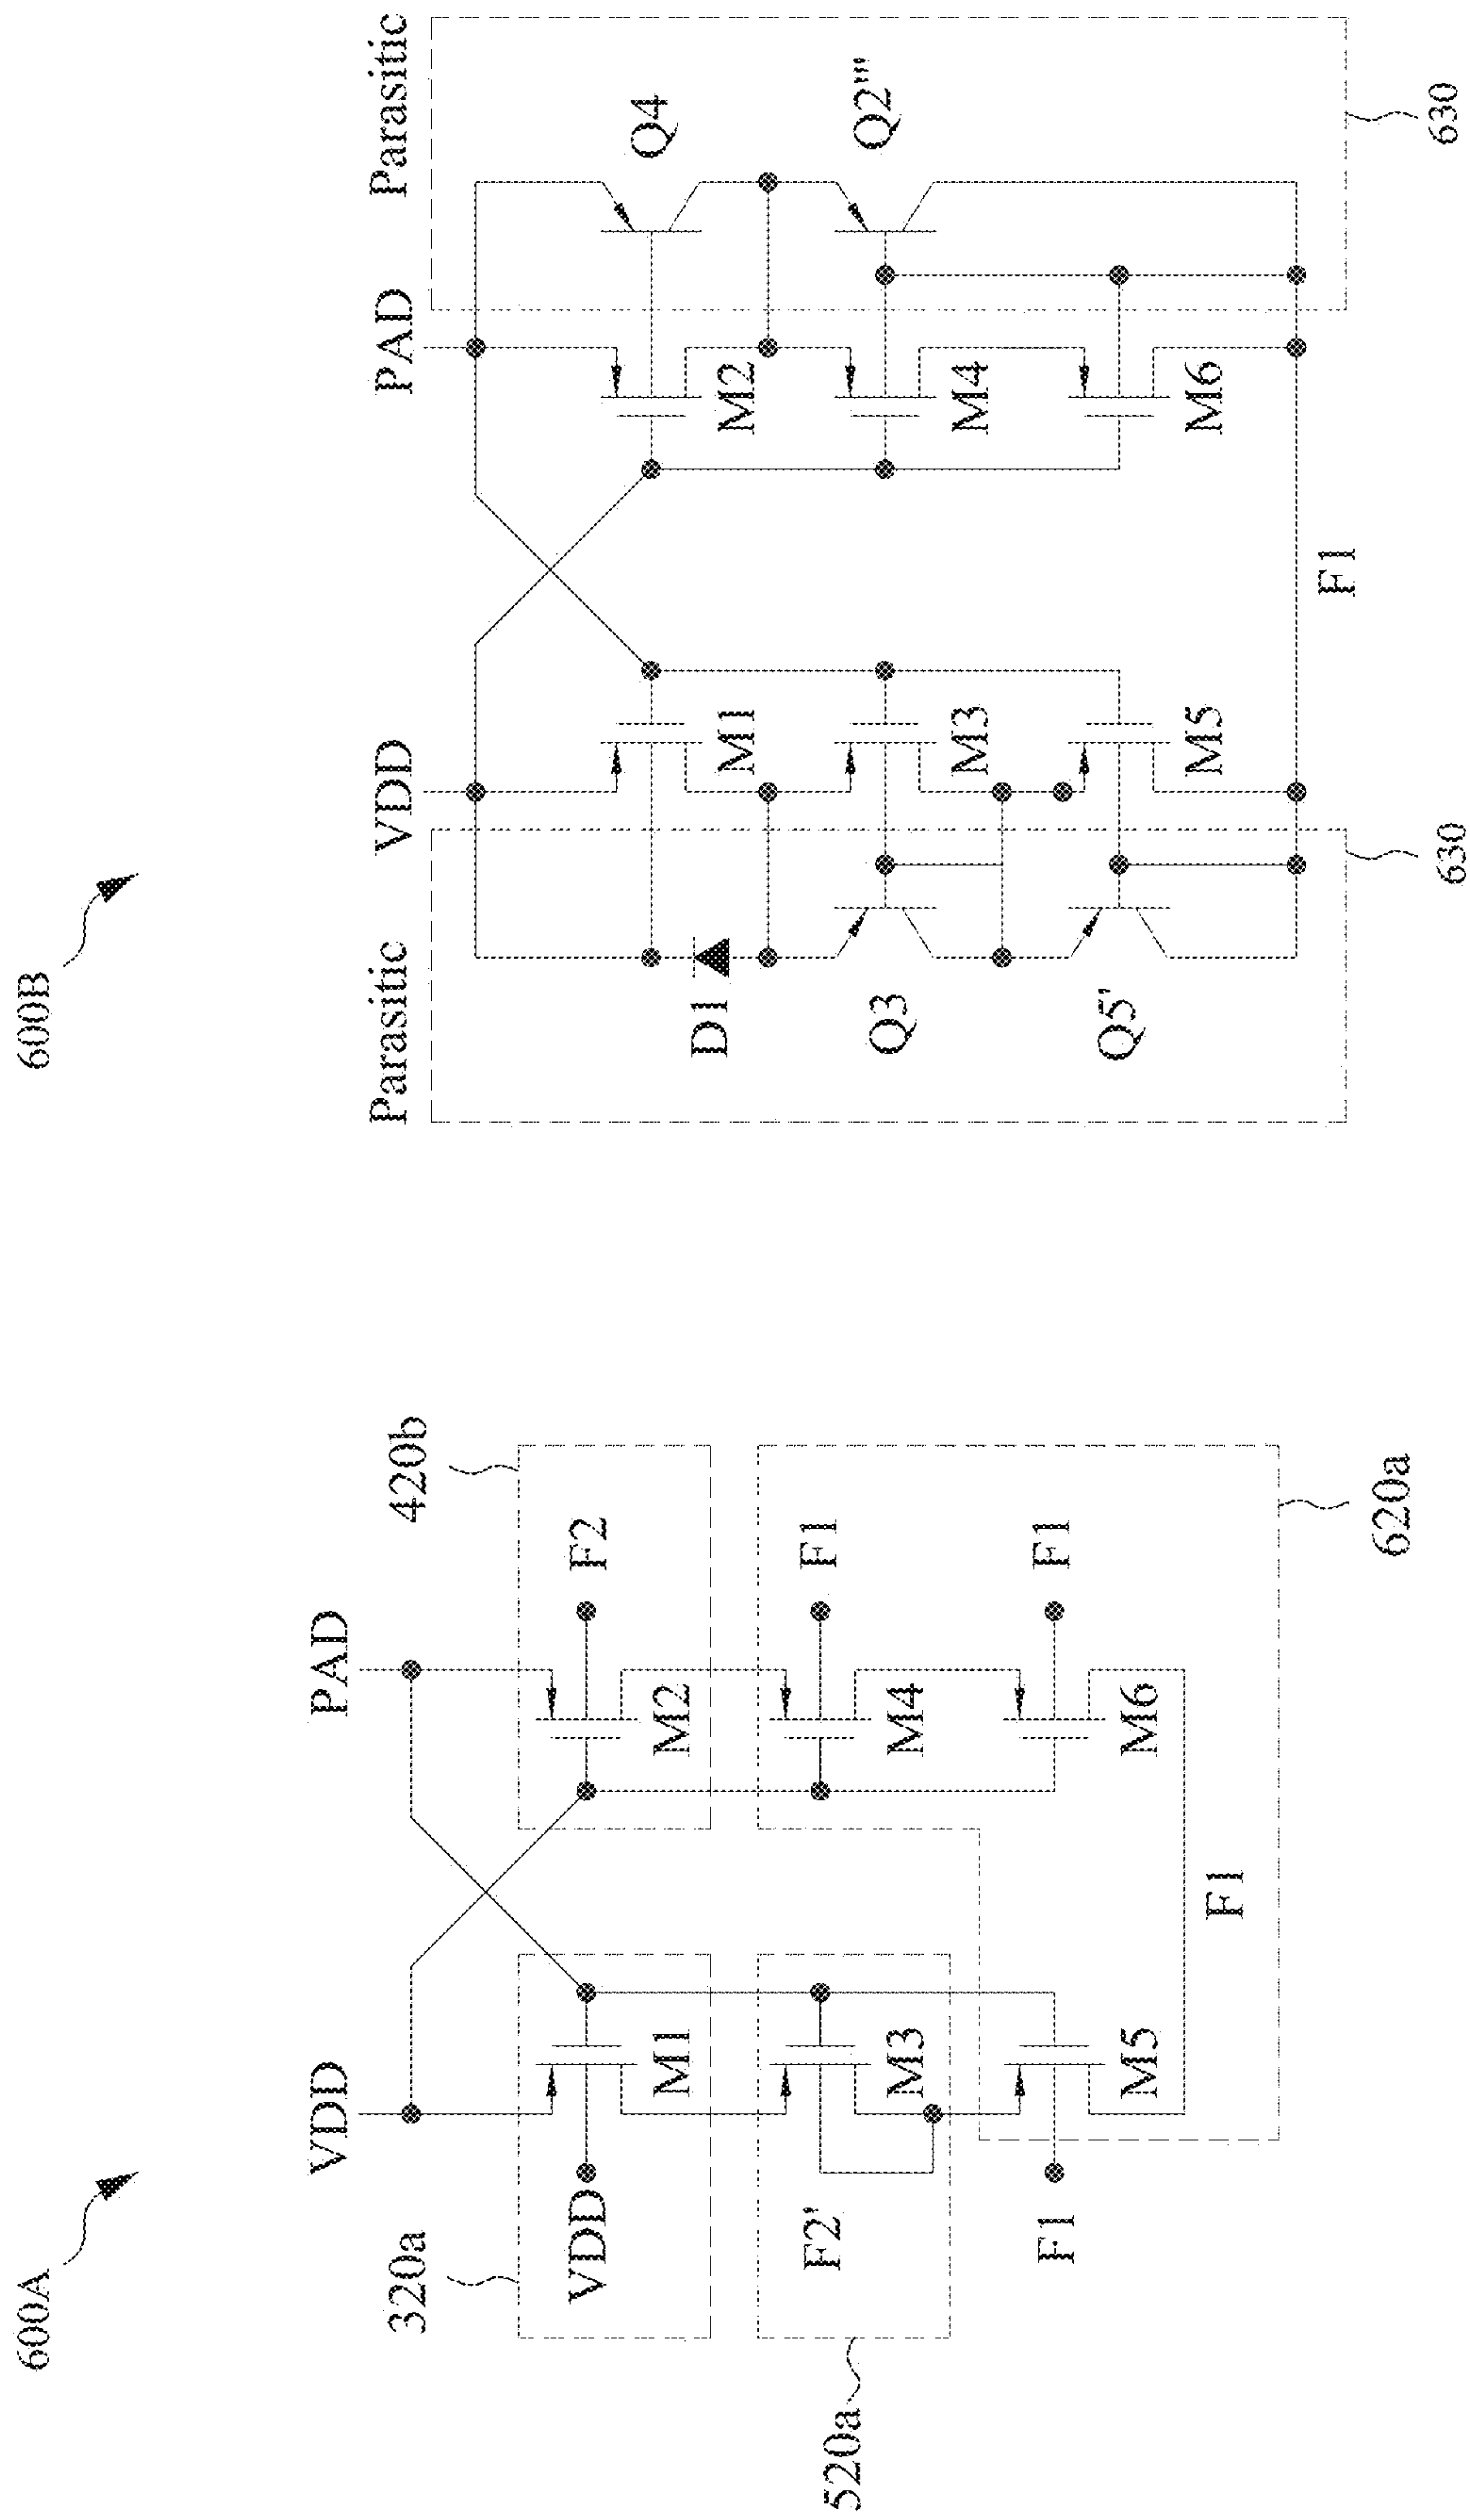 600A
VDD
PAD
320a
420b
VDD
M1
M2
F2
520a
F2'
M3
M4
F1
F1
M5
M6
F1
F1
620a
600B
Parasitic
VDD
PAD
Parasitic
D1
M1
M2
Q4
Q3
M3
M4
Q2'''
Q5'
M5
M6
F1
630
630